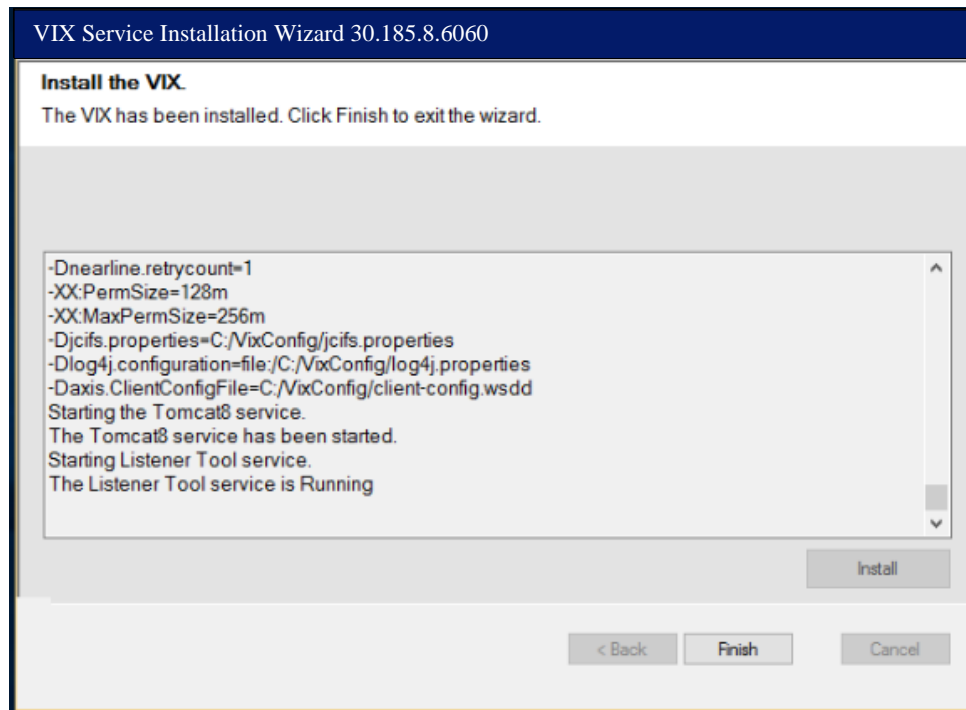 VIX Service Installation Wizard 30.185.8.6060
Install the VIX.
The VIX has been installed. Click Finish to exit the wizard.
-Dnearline.retrycount=1
-XX:PermSize=128m
-XX:MaxPermSize=256m
-Djcifs.properties=C:/VixConfig/jcifs.properties
-Dlog4j.configuration=file:/C:/VixConfig/log4j.properties
-Daxis.ClientConfigFile=C:/VixConfig/client-config.wsdd
Starting the Tomcat8 service.
The Tomcat8 service has been started.
Starting Listener Tool service.
The Listener Tool service is Running
Install
< Back
Finish
Cancel